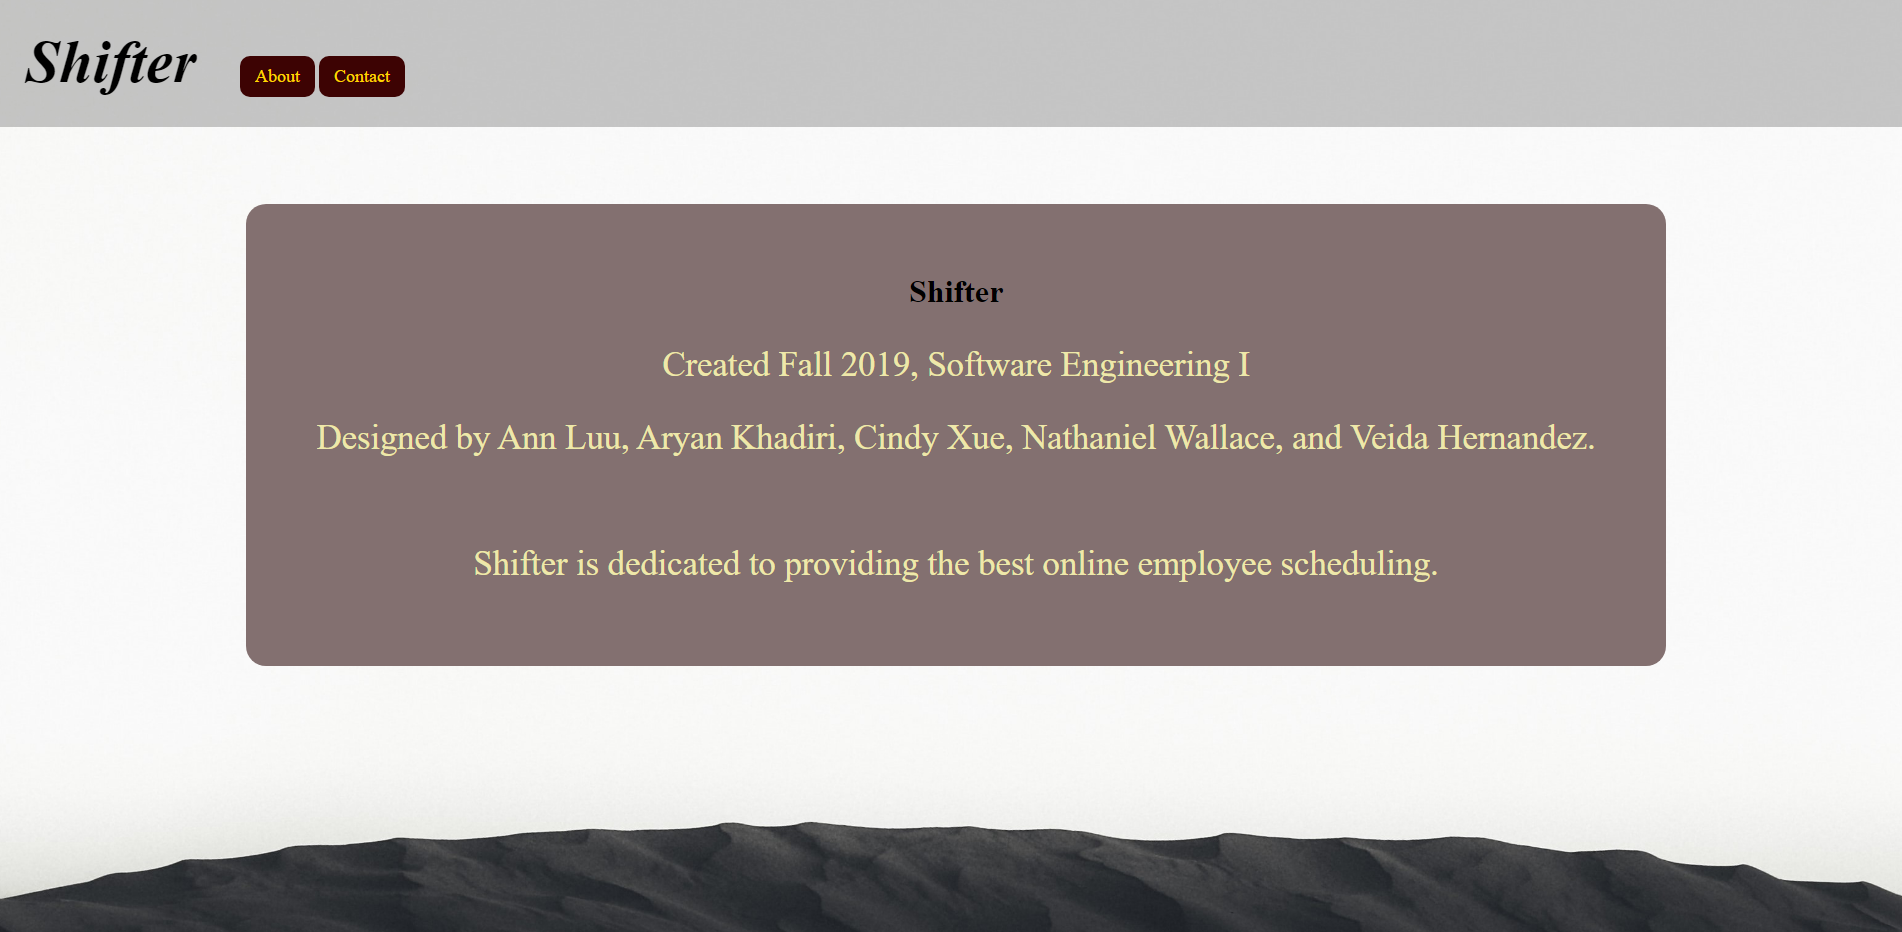 Shifter
About Contact
Shifter
Created Fall 2019, Software Engineering I
Designed by Ann Luu, Aryan Khadiri, Cindy Xue, Nathaniel Wallace, and Veida Hernandez.
Shifter is dedicated to providing the best online employee scheduling.